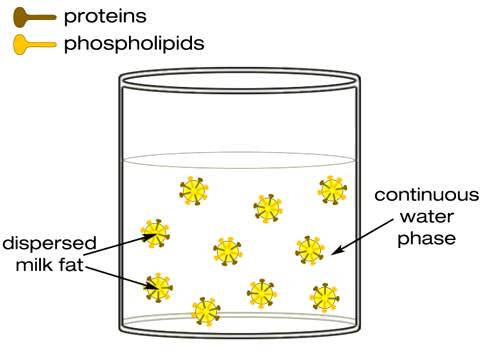 proteins
phospholipids
continuous
water
phase
dispersed
milk fat